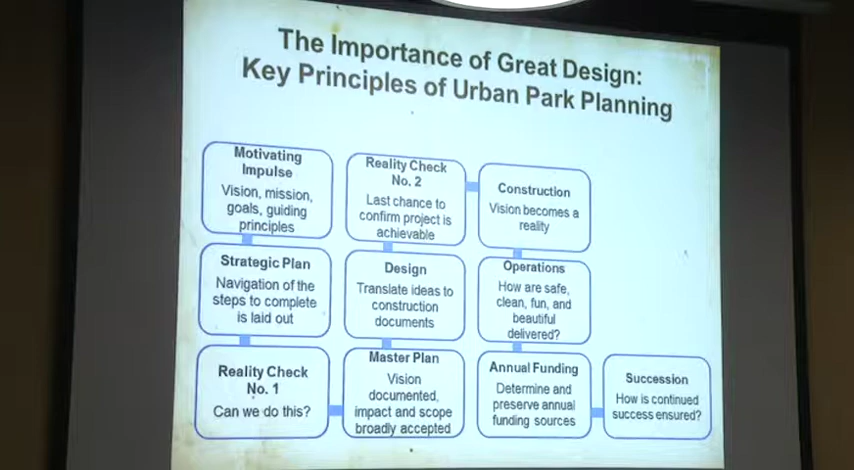 The Importance of Great Design:
Key Principles of Urban Park Planning
Motivating
Impulse
Vision, mission,
goals, guiding
principles
Strategic Plan
Navigation of the
steps to complete
is laid out
Reality Check
No. 1
Can we do this?
Reality Check
No. 2
Last chance to
confirm project is
achievable
Design
Translate ideas to
construction
documents
Master Plan
Vision
documented,
impact and scope
broadly accepted
Construction
Vision becomes a
reality
Operations
How are safe,
clean, fun, and
beautiful
delivered?
Annual Funding
Determine and
preserve annual
funding sources
Succession
How is continued
success ensured?